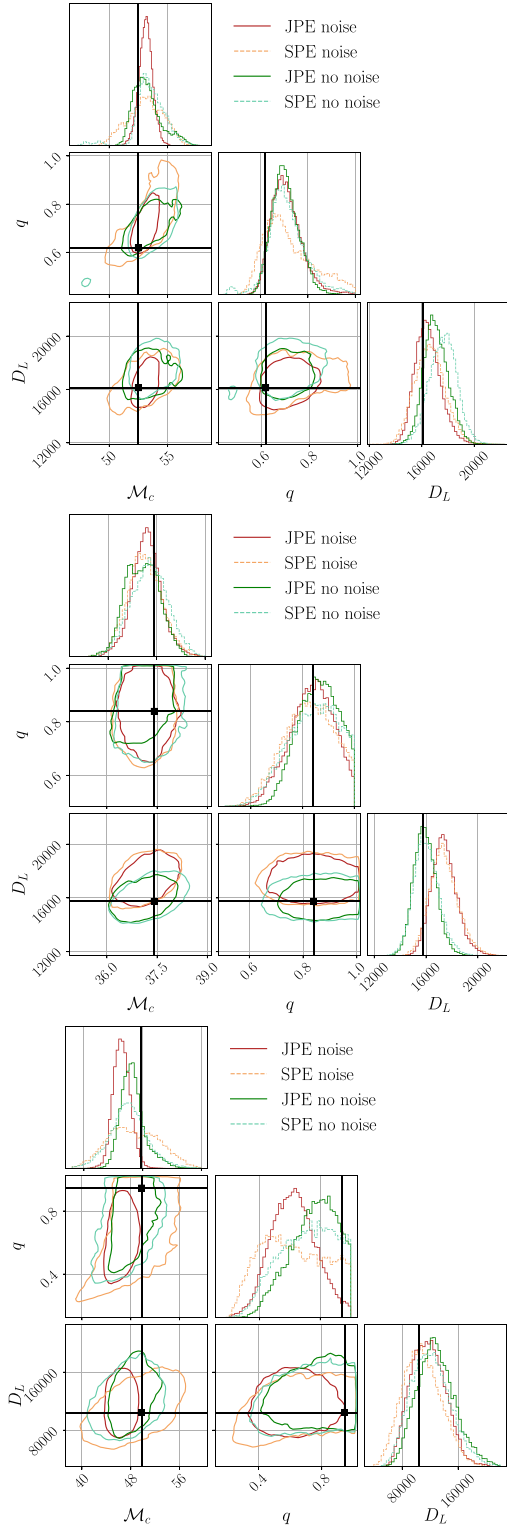 JPE noise
SPE noise
JPE no noise
SPE no noise
1.0
0.8
0.6
q
20000
16000
12000
D_L
50
55
0.6
0.8
1.0
12000
16000
20000
ℳ_c
q
D_L
JPE noise
SPE noise
JPE no noise
SPE no noise
1.0
0.8
0.6
q
20000
16000
12000
D_L
36.0
37.5
39.0
0.6
0.8
1.0
12000
16000
20000
ℳ_c
q
D_L
JPE noise
SPE noise
JPE no noise
SPE no noise
0.8
0.4
q
160000
80000
D_L
40
48
56
0.4
0.8
80000
160000
ℳ_c
q
D_L